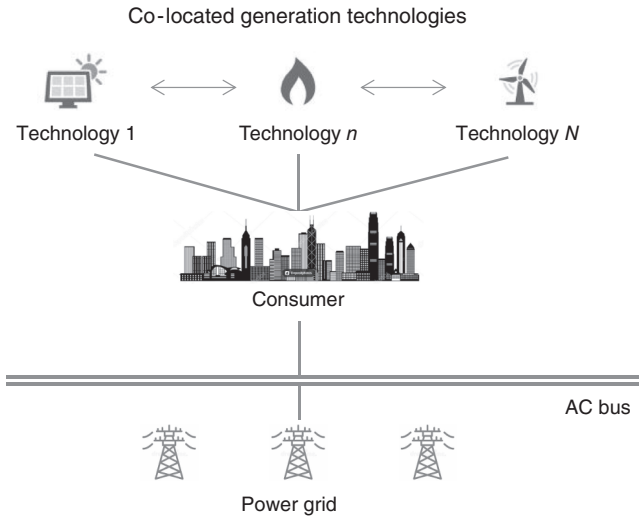 Co-located generation technologies
Technology 1
Technology n
Technology N
Consumer
AC bus
Power grid